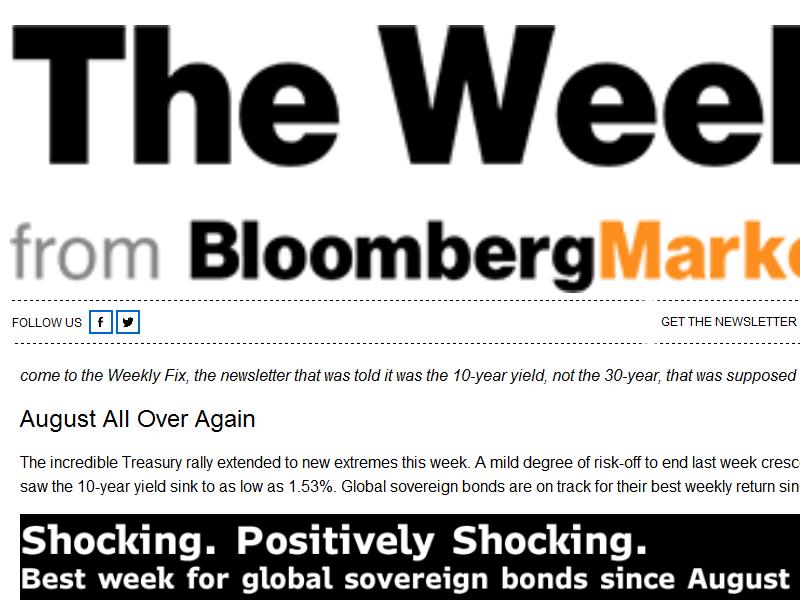 The Week
from BloombergMarke
FOLLOW US
GET THE NEWSLETTER
come to the Weekly Fix, the newsletter that was told it was the 10-year yield, not the 30-year, that was supposed
August All Over Again
The incredible Treasury rally extended to new extremes this week. A mild degree of risk-off to end last week cresc
saw the 10-year yield sink to as low as 1.53%. Global sovereign bonds are on track for their best weekly return sin
Shocking. Positively Shocking.
Best week for global sovereign bonds since August